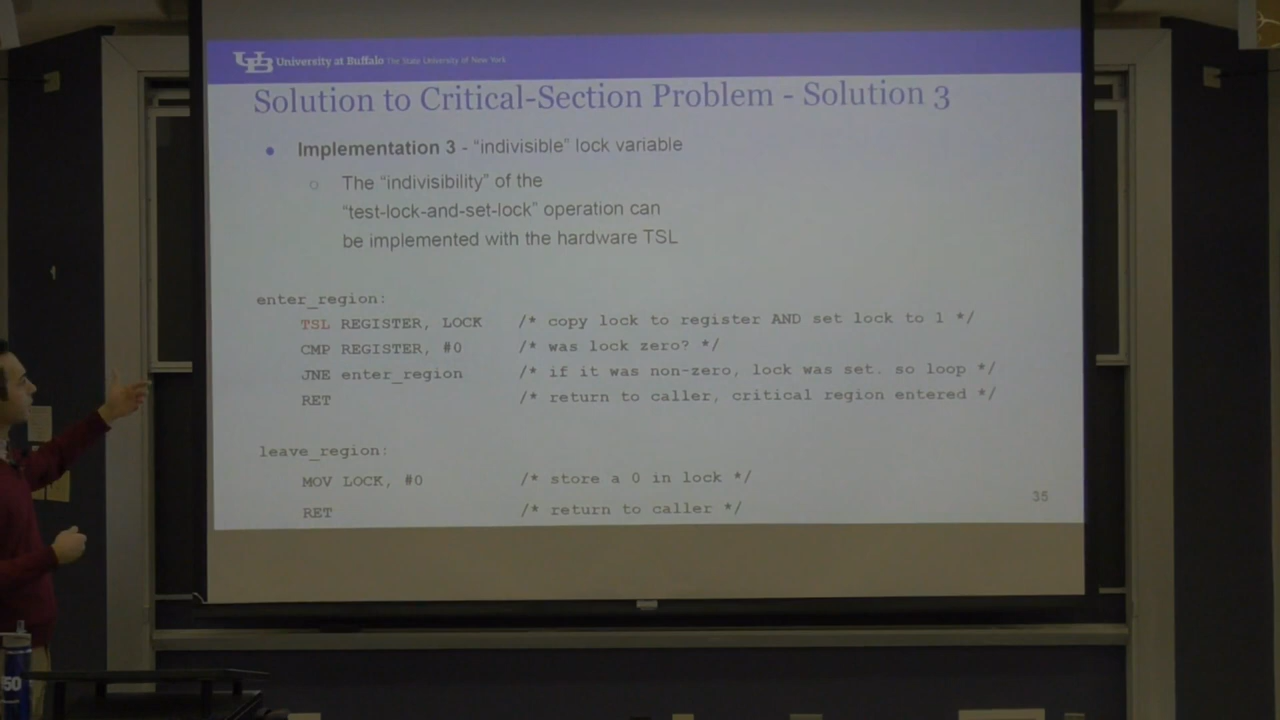 UB University at Buffalo The State University of New York
Solution to Critical-Section Problem - Solution 3
• Implementation 3 - “indivisible” lock variable
o The “indivisibility” of the
“test-lock-and-set-lock” operation can
be implemented with the hardware TSL
enter_region:
TSL REGISTER, LOCK /* copy lock to register AND set lock to 1 */
CMP REGISTER, #0 /* was lock zero? */
JNE enter_region /* if it was non-zero, lock was set. so loop */
RET /* return to caller, critical region entered */
leave_region:
MOV LOCK, #0 /* store a 0 in lock */
RET /* return to caller */
35
50